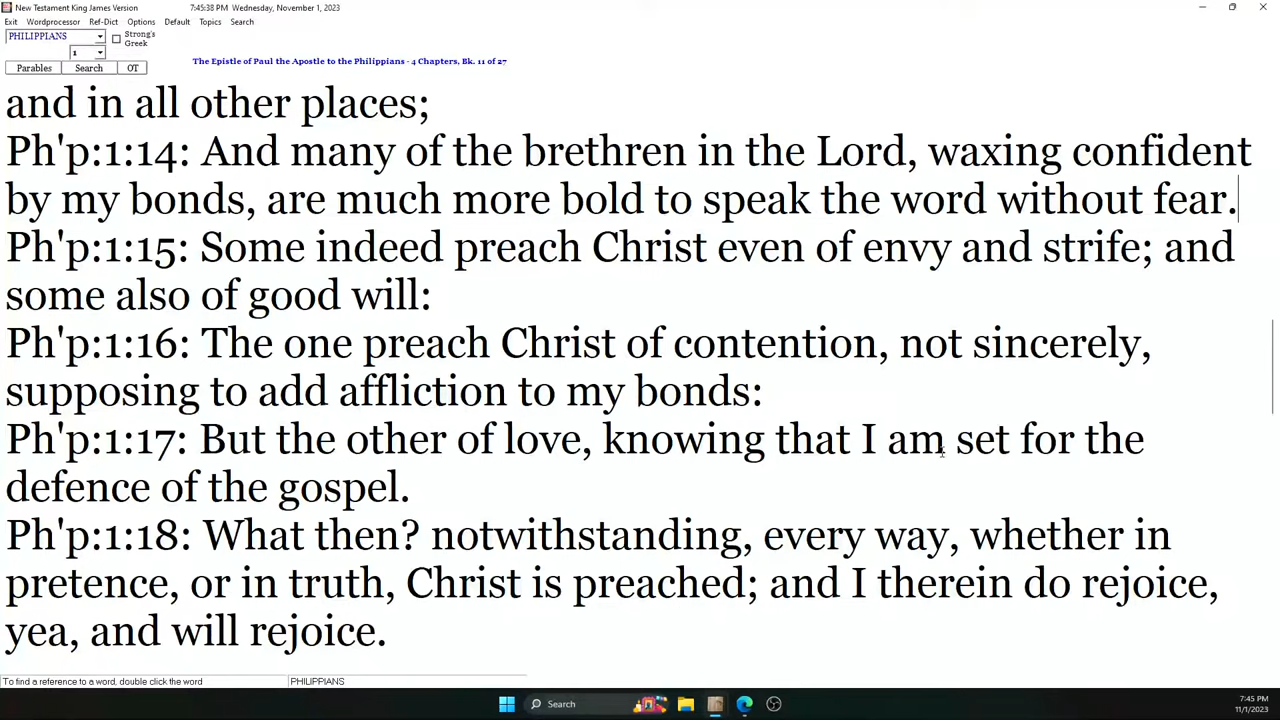 New Testament King James Version 7:45:38 PM Wednesday, November 1, 2023
Exit Wordprocessor Ref-Dict Options Default Topics Search
PHILIPPIANS
Strong's
Greek
1
Parables Search OT
The Epistle of Paul the Apostle to the Philippians - 4 Chapters, Bk. 11 of 27
and in all other places;
Ph'p:1:14: And many of the brethren in the Lord, waxing confident
by my bonds, are much more bold to speak the word without fear.
Ph'p:1:15: Some indeed preach Christ even of envy and strife; and
some also of good will:
Ph'p:1:16: The one preach Christ of contention, not sincerely,
supposing to add affliction to my bonds:
Ph'p:1:17: But the other of love, knowing that I am set for the
defence of the gospel.
Ph'p:1:18: What then? notwithstanding, every way, whether in
pretence, or in truth, Christ is preached; and I therein do rejoice,
yea, and will rejoice.
To find a reference to a word, double click the word PHILIPPIANS
Search
7:45 PM
11/1/2023